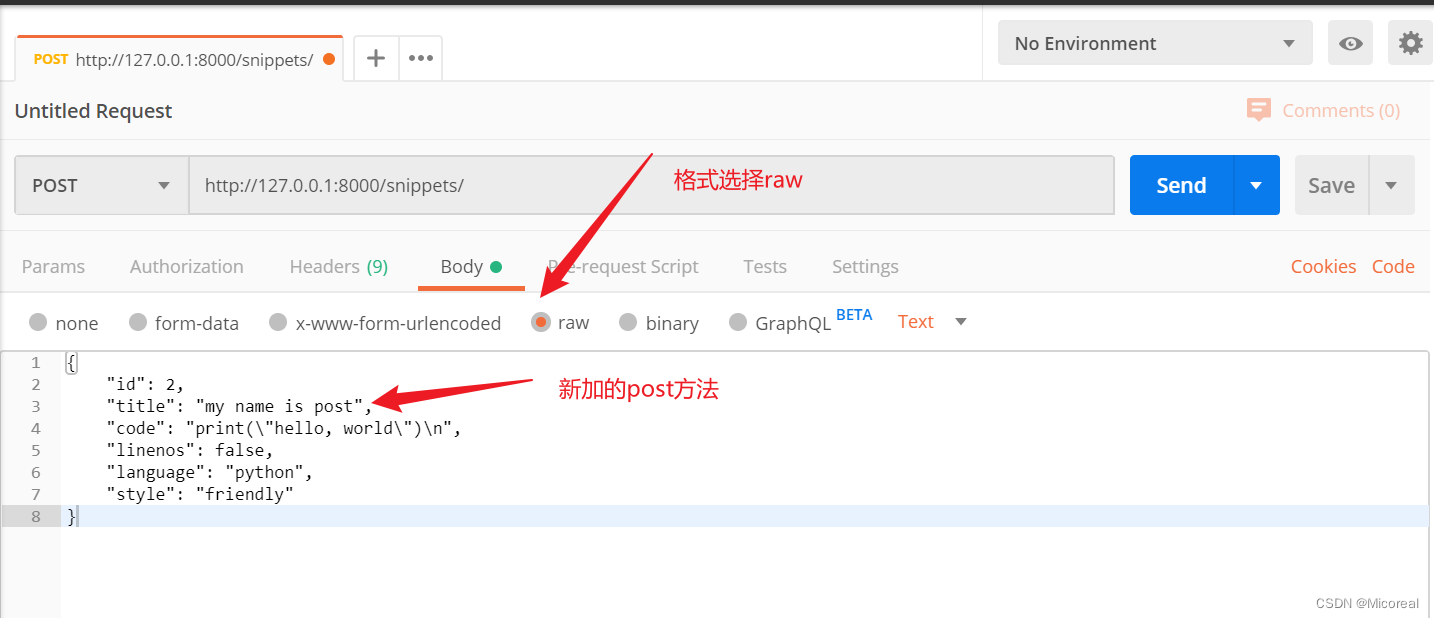 POST http://127.0.0.1:8000/snippets/
No Environment
Untitled Request
Comments (0)
POST
http://127.0.0.1:8000/snippets/
格式选择raw
Send
Save
Params
Authorization
Headers (9)
Body
Pre-request Script
Tests
Settings
Cookies
Code
none
form-data
x-www-form-urlencoded
raw
binary
GraphQL BETA
Text
1 {
2 "id": 2,
3 "title": "my name is post",
新加的post方法
4 "code": "print(\"hello, world\")\n",
5 "linenos": false,
6 "language": "python",
7 "style": "friendly"
8 }
CSDN @Micoreal